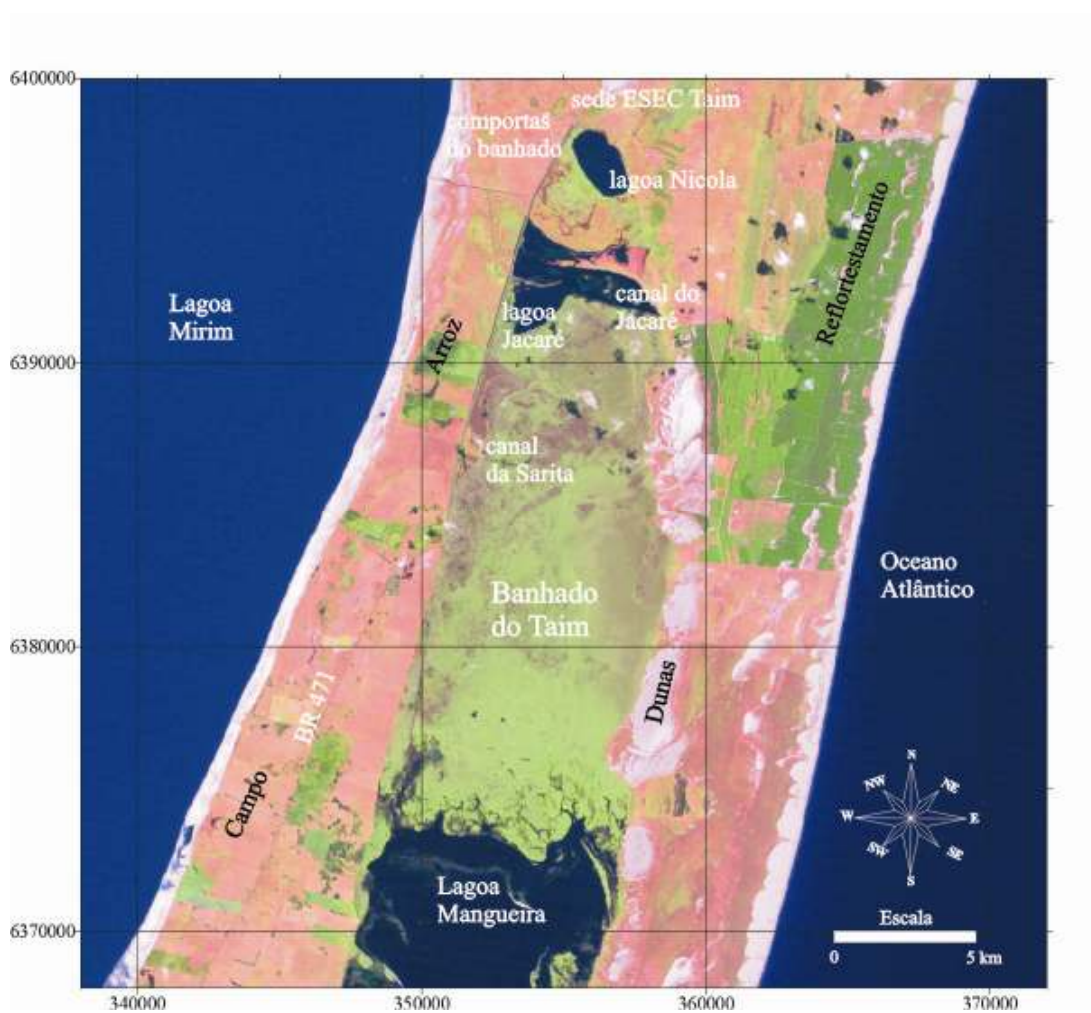 6400000
sede ESEC Taim
comportas
do banhado
lagoa Nicola
Reflortestamento
Lagoa
Mirim
canal do
Jacaré
lagoa
Jacaré
Arroz
6390000
canal
da Sarita
Oceano
Atlântico
Banhado
do Taim
6380000
Dunas
BR 471
Campo
N
NW
NE
W
E
SW
SE
S
Lagoa
Mangueira
Escala
0
5 km
6370000
340000
350000
360000
370000